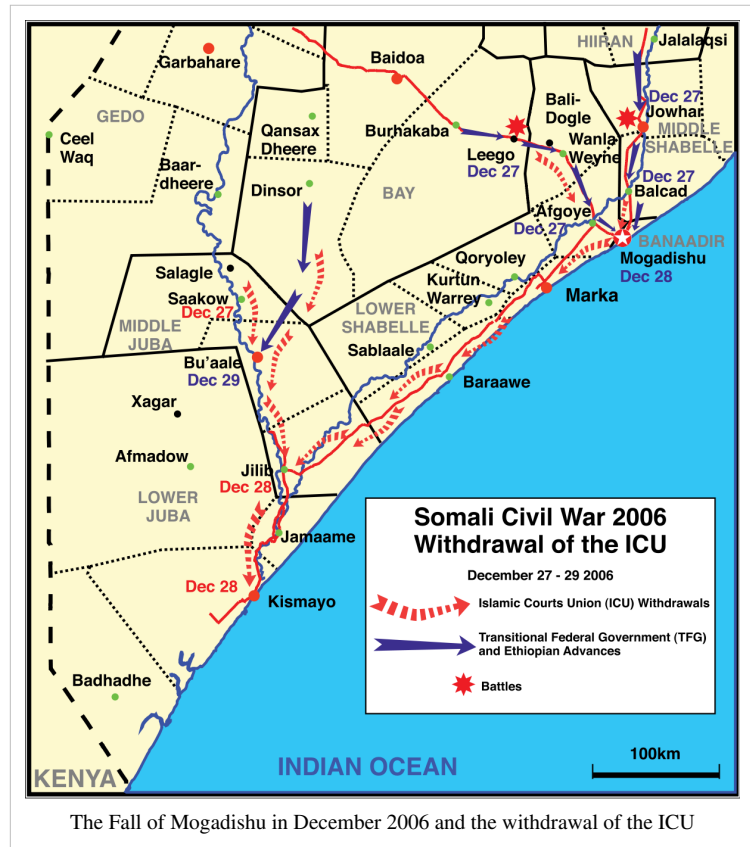 HIIRAN
Jalalaqsi
Garbahare
Baidoa
Dec 27
Bali-
Dogle
Jowhar
GEDO
Ceel
Waq
Qansax
Dheere
Burhakaba
Leego
Dec 27
Wanla
Weyne
MIDDLE
SHABELLE
Baar-
dheere
Dinsor
BAY
Dec 27
Balcad
Afgoye
Dec 27
BANAADIR
Mogadishu
Dec 28
Salagle
Saakow
Dec 27
Qoryoley
Kurtun
Warrey
Marka
MIDDLE
JUBA
LOWER
SHABELLE
Sablaale
Bu'aale
Dec 29
Baraawe
Xagar
Afmadow
Jilib
Dec 28
LOWER
JUBA
Jamaame
Dec 28
Kismayo
Badhadhe
KENYA
INDIAN OCEAN
Somali Civil War 2006
Withdrawal of the ICU
December 27 - 29 2006
Islamic Courts Union (ICU) Withdrawals
Transitional Federal Government (TFG)
and Ethiopian Advances
Battles
100km
The Fall of Mogadishu in December 2006 and the withdrawal of the ICU